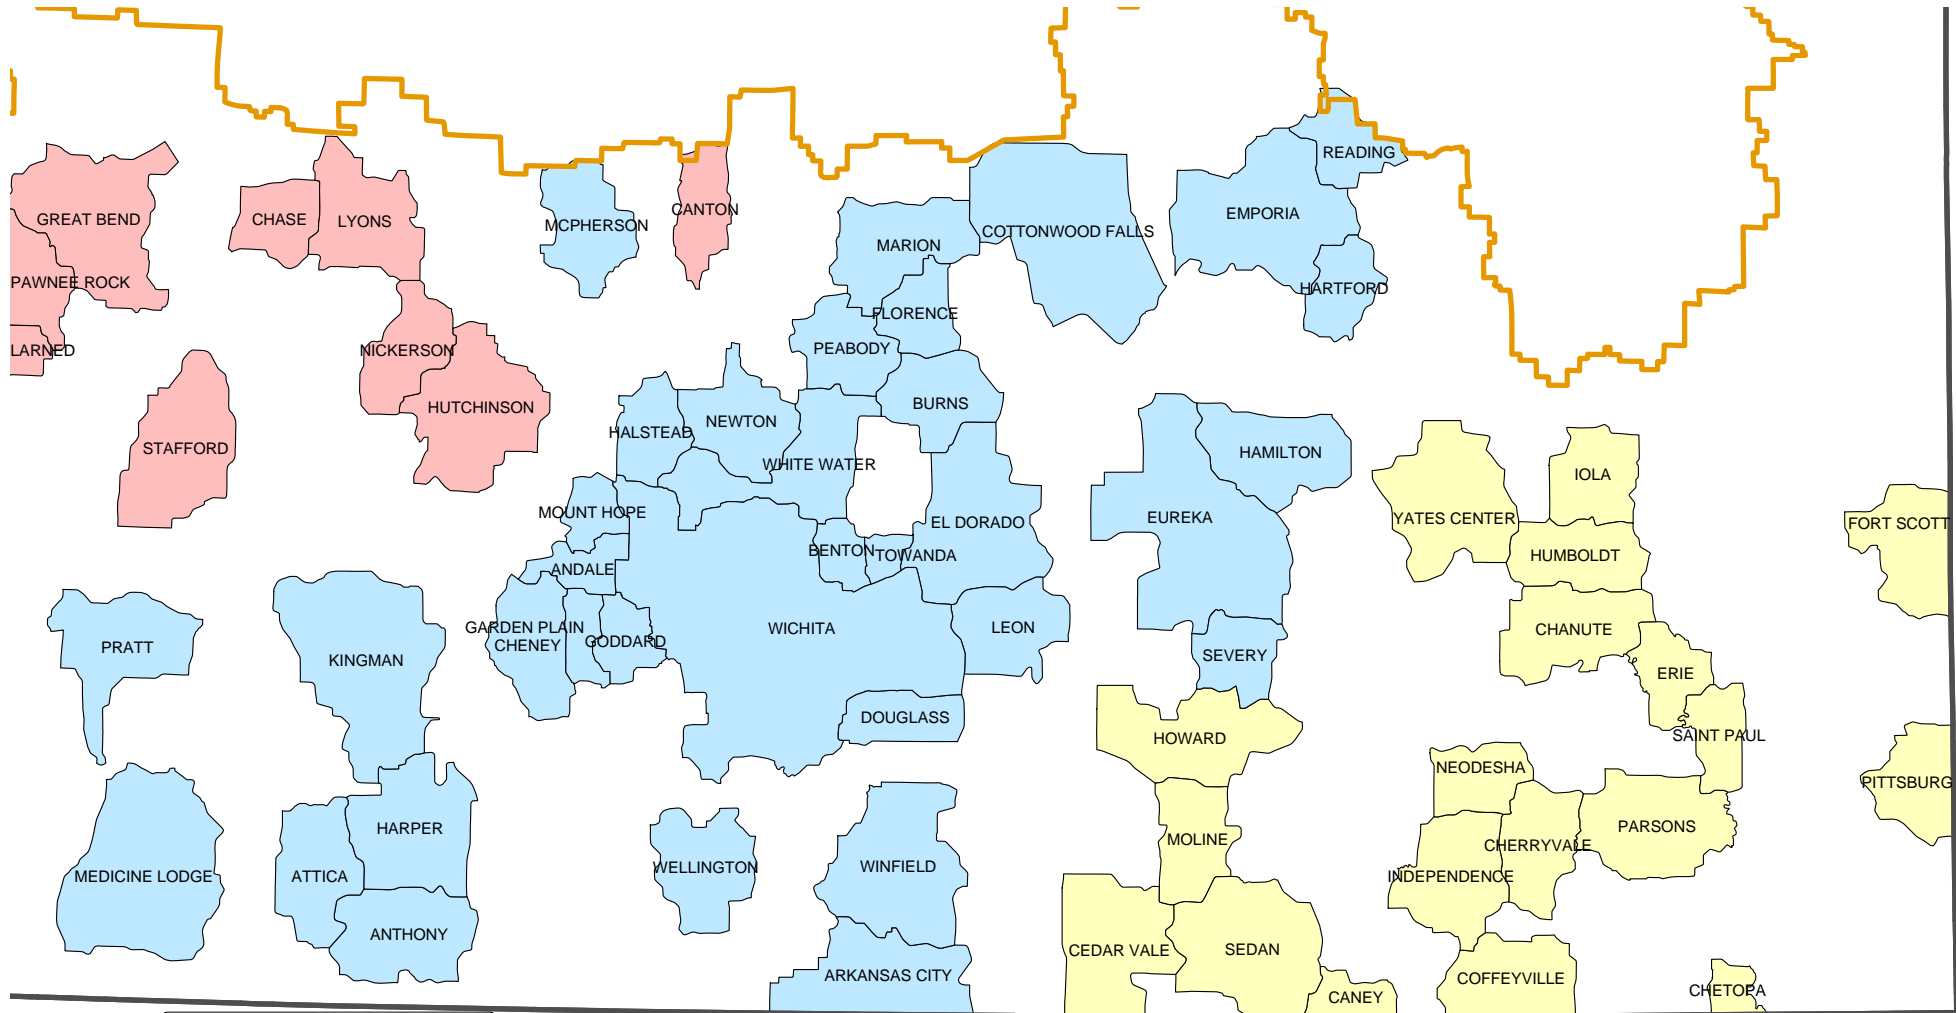 READING
CANTON
EMPORIA
GREAT BEND
CHASE
LYONS
MCPHERSON
COTTONWOOD FALLS
MARION
PAWNEE ROCK
HARTFORD
FLORENCE
LARNED
NICKERSON
PEABODY
BURNS
HUTCHINSON
NEWTON
HALSTEAD
STAFFORD
HAMILTON
WHITE WATER
IOLA
MOUNT HOPE
EUREKA
YATES CENTER
EL DORADO
FORT SCOTT
BENTON
TOWANDA
HUMBOLDT
ANDALE
GARDEN PLAIN
WICHITA
LEON
CHANUTE
GODDARD
CHENEY
PRATT
KINGMAN
SEVERY
ERIE
DOUGLASS
SAINT PAUL
HOWARD
NEODESHA
PITTSBURG
HARPER
PARSONS
MOLINE
CHERRYVALE
WELLINGTON
WINFIELD
MEDICINE LODGE
ATTICA
INDEPENDENCE
ANTHONY
CEDAR VALE
SEDAN
ARKANSAS CITY
COFFEYVILLE
CHETOPA
CANEY